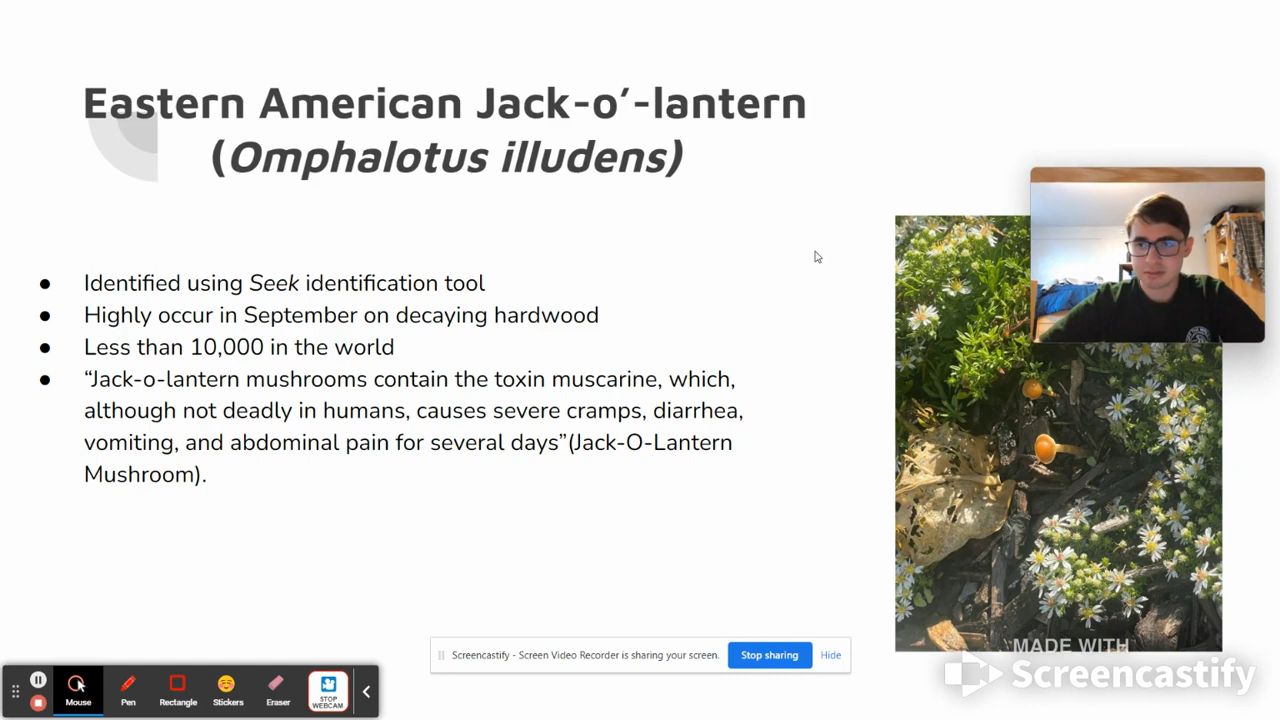 Eastern American Jack-o’-lantern
(Omphalotus illudens)
● Identified using Seek identification tool
● Highly occur in September on decaying hardwood
● Less than 10,000 in the world
● “Jack-o-lantern mushrooms contain the toxin muscarine, which,
although not deadly in humans, causes severe cramps, diarrhea,
vomiting, and abdominal pain for several days”(Jack-O-Lantern
Mushroom).
MADE WITH
Screencastify
Screencastify - Screen Video Recorder is sharing your screen. Stop sharing Hide
Mouse Pen Rectangle Stickers Eraser STOP
WEBCAM